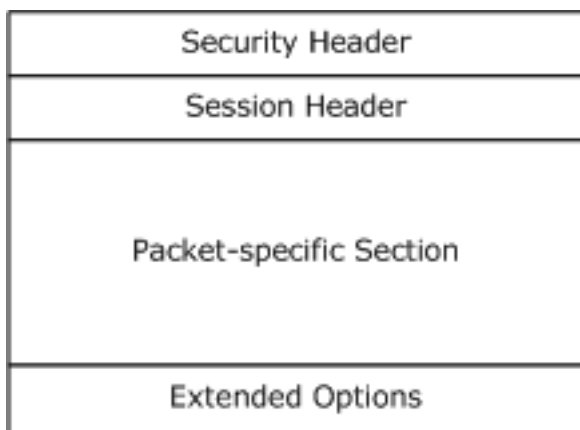 Security Header
Session Header
Packet-specific Section
Extended Options